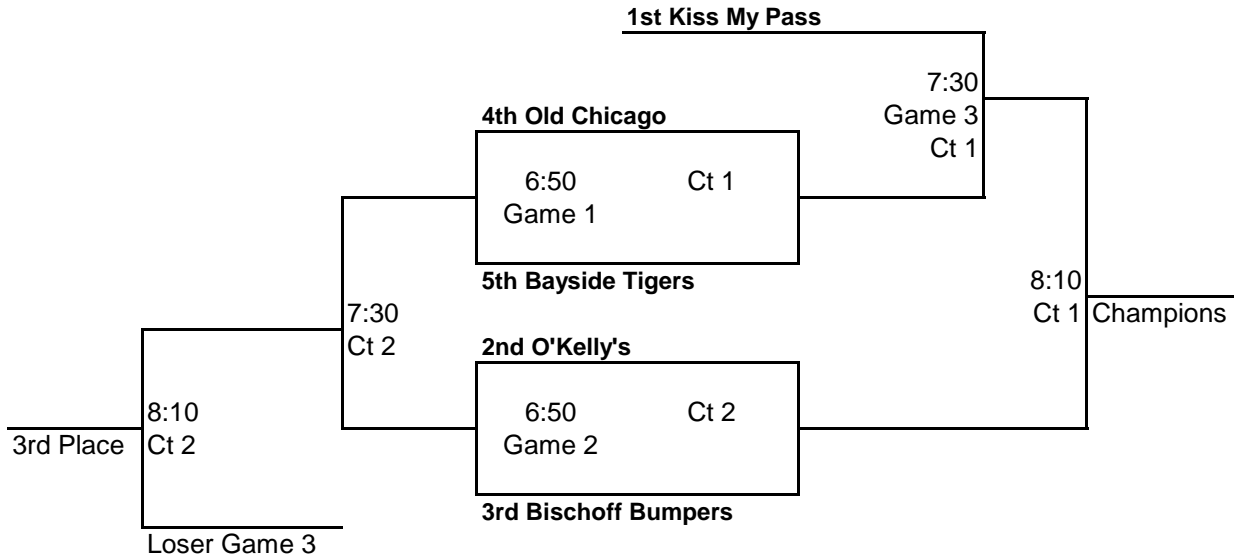 1st Kiss My Pass
7:30
Game 3
Ct 1
4th Old Chicago
6:50 Ct 1
Game 1
5th Bayside Tigers
8:10
Ct 1 Champions
7:30
Ct 2
2nd O'Kelly's
6:50 Ct 2
Game 2
3rd Bischoff Bumpers
8:10
3rd Place Ct 2
Loser Game 3